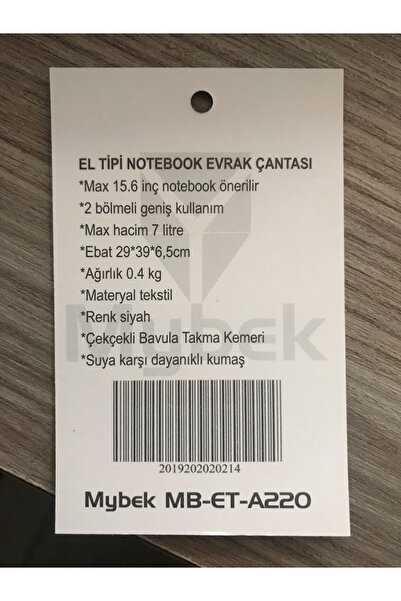 EL TİPİ NOTEBOOK EVRAK ÇANTASI
*Max 15.6 inç notebook önerilir
*2 bölmeli geniş kullanım
*Max hacim 7 litre
*Ebat 29*39*6,5cm
*Ağırlık 0.4 kg
*Materyal tekstil
*Renk siyah
Mybek
*Çekçekli Bavula Takma Kemeri
*Suya karşı dayanıklı kumaş
2019202020214
Mybek MB-ET-A220